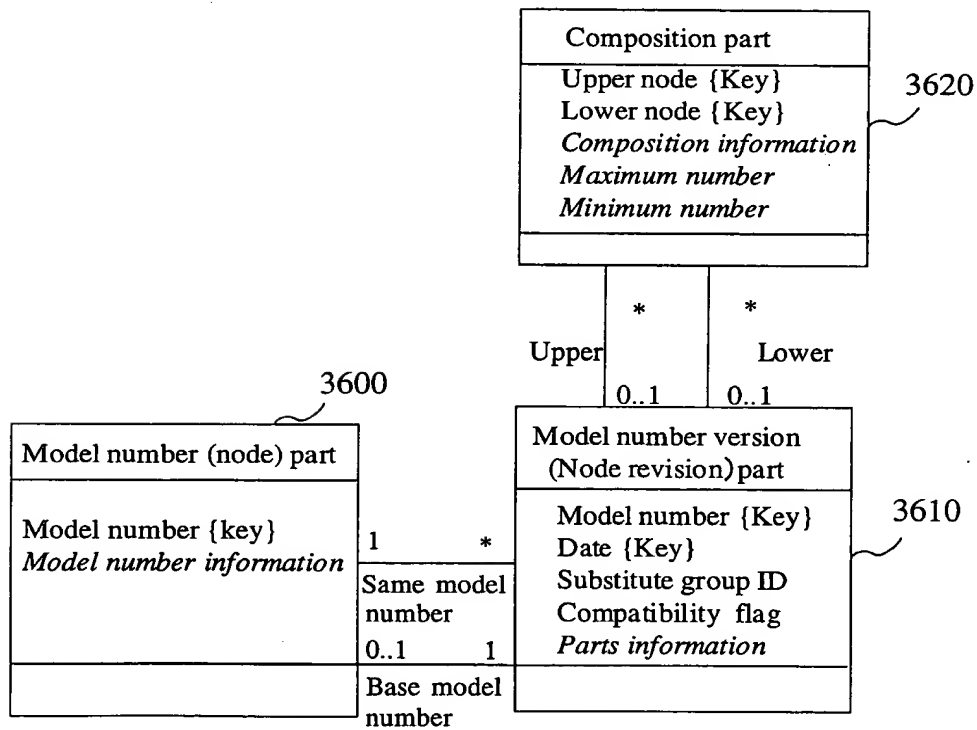 Composition part
Upper node {Key}
Lower node {Key}
Composition information
Maximum number
Minimum number
3620
* *
Upper Lower
0..1 0..1
3600
Model number (node) part
Model number {key}
Model number information
1 *
Same model
number
0..1 1
Base model
number
Model number version
(Node revision)part
Model number {Key}
Date {Key}
Substitute group ID
Compatibility flag
Parts information
3610